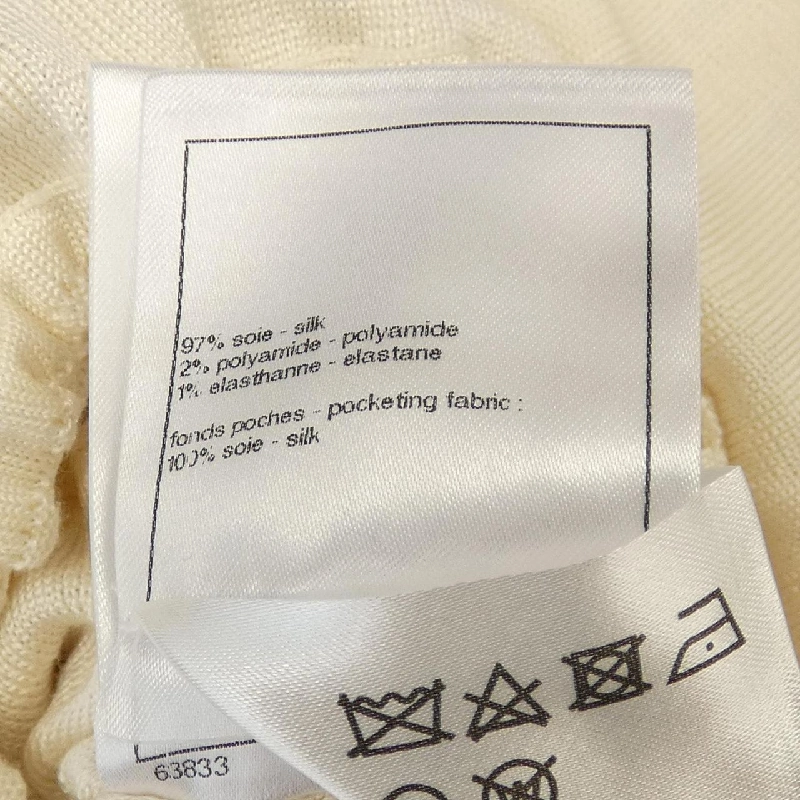 97% soie - silk
2% polyamide - polyamide
1% elasthanne - elastane
fonds poches - pocketing fabric :
100% soie - silk
63833